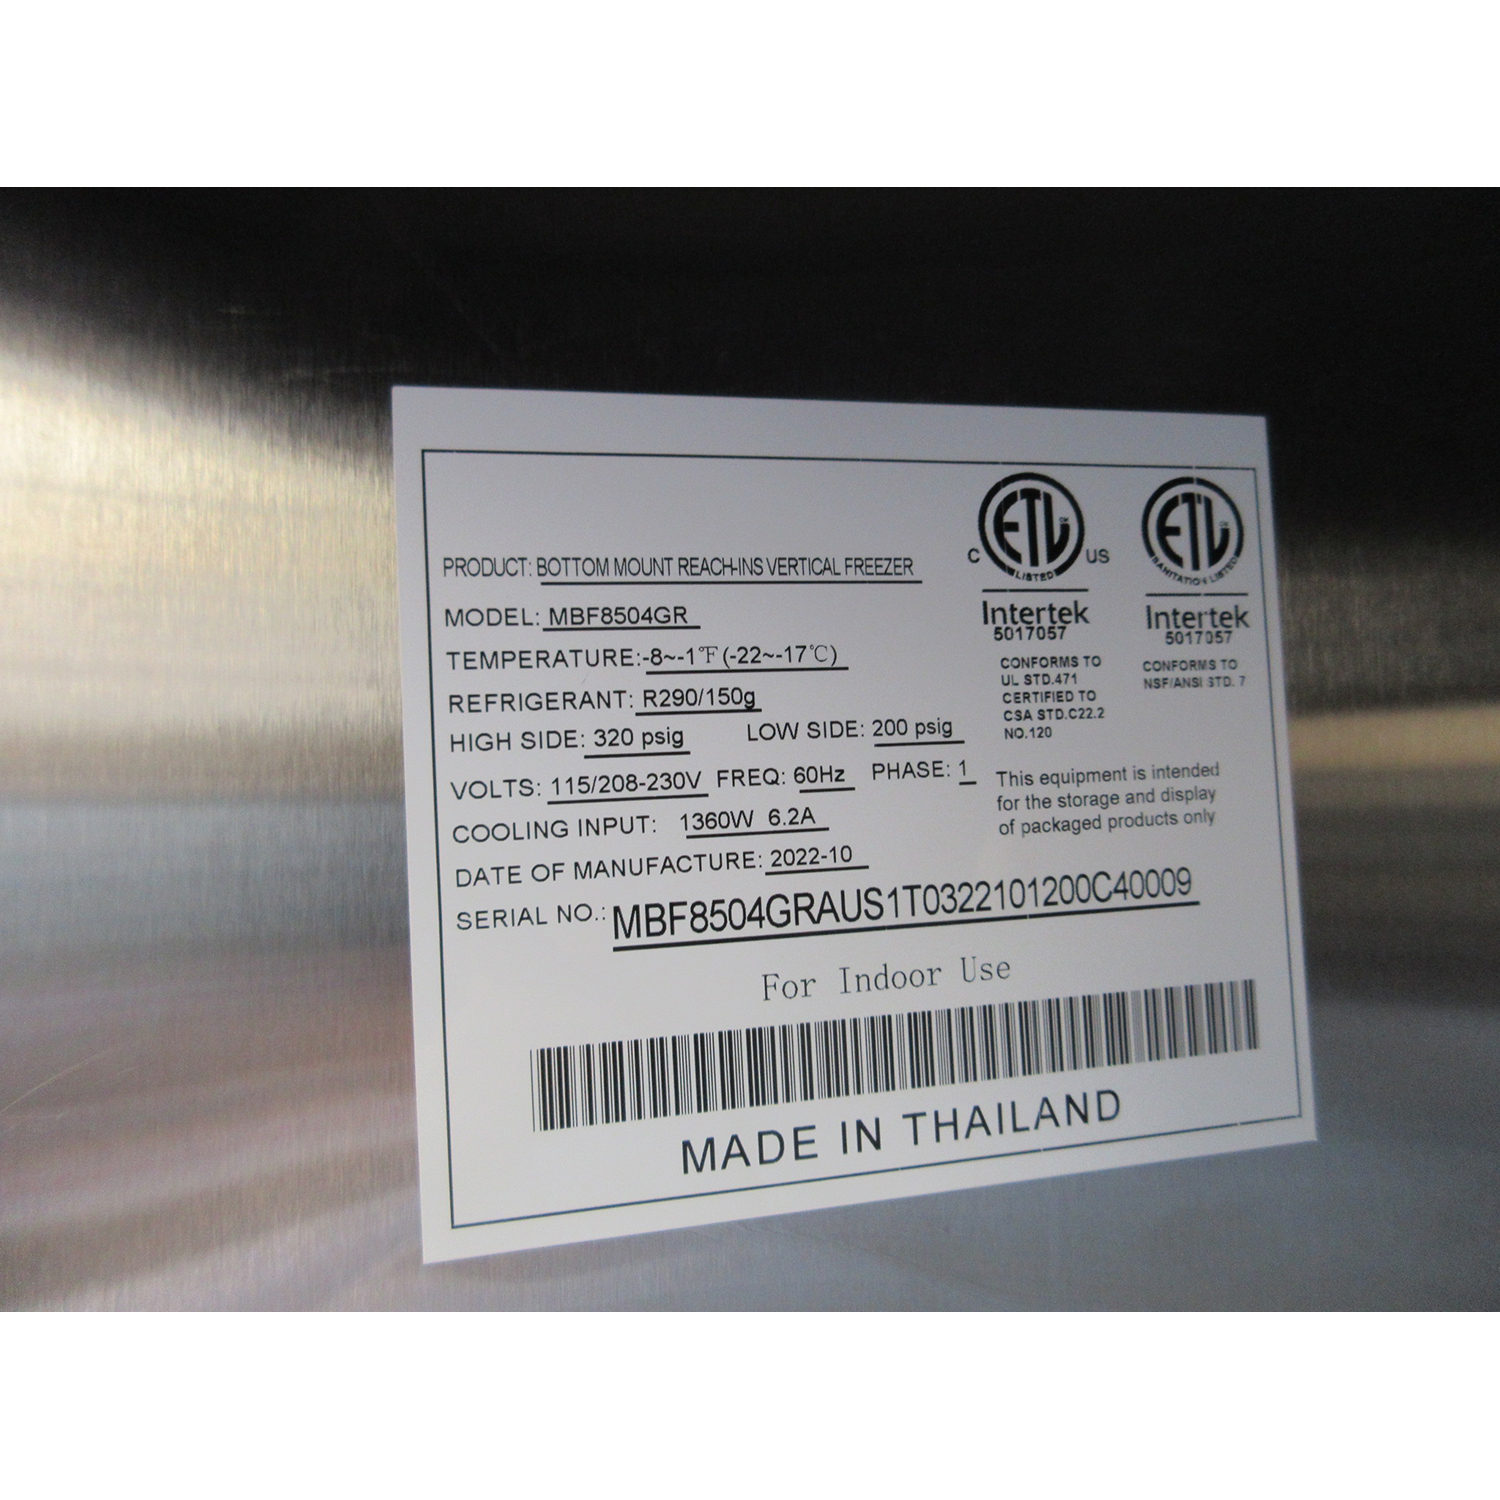 PRODUCT: BOTTOM MOUNT REACH-INS VERTICAL FREEZER
MODEL: MBF8504GR
TEMPERATURE:-8~-1℉(-22~-17℃)
REFRIGERANT: R290/150g
HIGH SIDE: 320 psig LOW SIDE: 200 psig
VOLTS: 115/208-230V FREQ: 60Hz PHASE: 1
COOLING INPUT: 1360W 6.2A
DATE OF MANUFACTURE: 2022-10
SERIAL NO.: MBF8504GRAUS1T0322101200C40009
C ETL US
LISTED
Intertek
5017057
CONFORMS TO
UL STD.471
CERTIFIED TO
CSA STD.C22.2
NO.120
ETL
SANITATION LISTED
Intertek
5017057
CONFORMS TO
NSF/ANSI STD. 7
This equipment is intended
for the storage and display
of packaged products only
For Indoor Use
MADE IN THAILAND